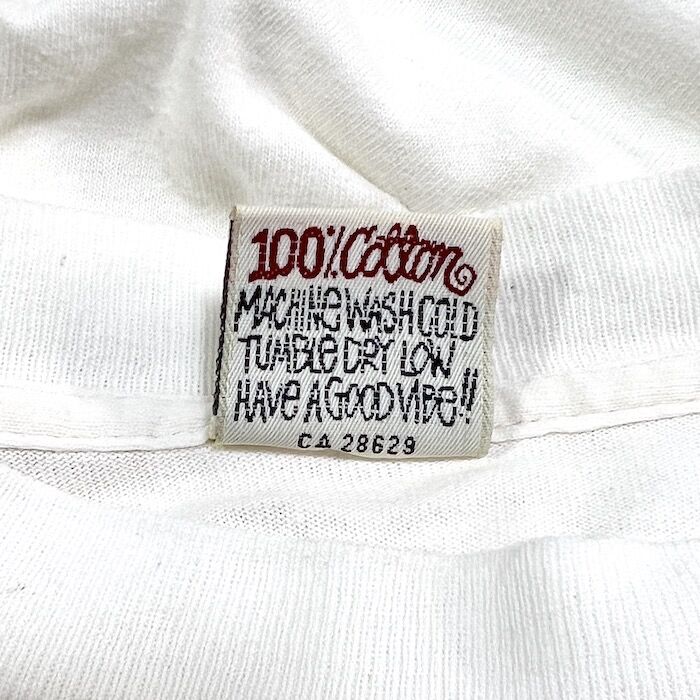 100% Cotton
MACHINe WASH COLD
TUMBLe DRY LOW
HAVe A GOOD VIBe!!
CA 28629